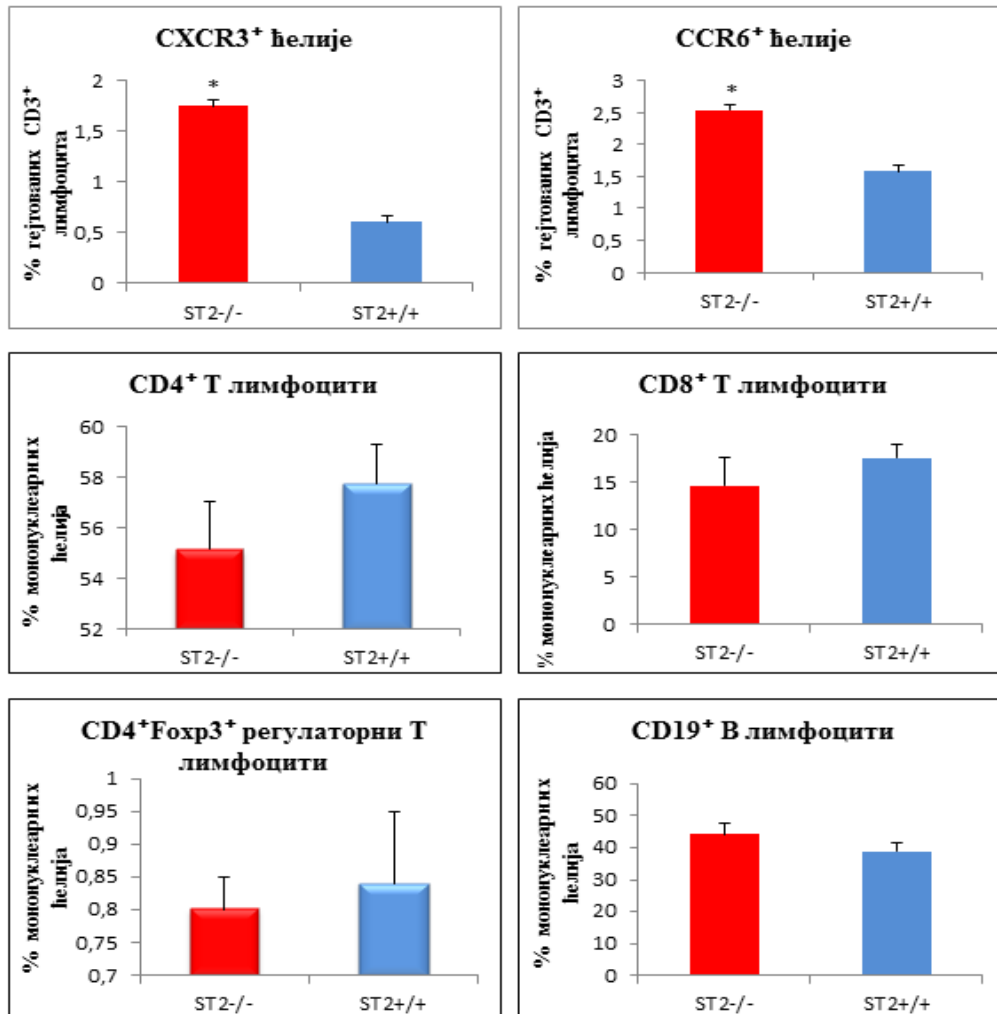 CXCR3⁺ ћелије
% гејтованих CD3⁺
лимфоцита
2
1,5
1
0,5
0
*
ST2-/-
ST2+/+
CCR6⁺ ћелије
% гејтованих CD3⁺
лимфоцита
3
2,5
2
1,5
1
0,5
0
*
ST2-/-
ST2+/+
CD4⁺ Т лимфоцити
% мононуклеарних
ћелија
60
58
56
54
52
ST2-/-
ST2+/+
CD8⁺ Т лимфоцити
% мононуклеарних ћелија
20
15
10
5
0
ST2-/-
ST2+/+
CD4⁺Foxp3⁺ регулаторни Т
лимфоцити
% мононуклеарних
ћелија
1
0,95
0,9
0,85
0,8
0,75
0,7
ST2-/-
ST2+/+
CD19⁺ В лимфоцити
% мононуклеарних
ћелија
60
50
40
30
20
10
0
ST2-/-
ST2+/+